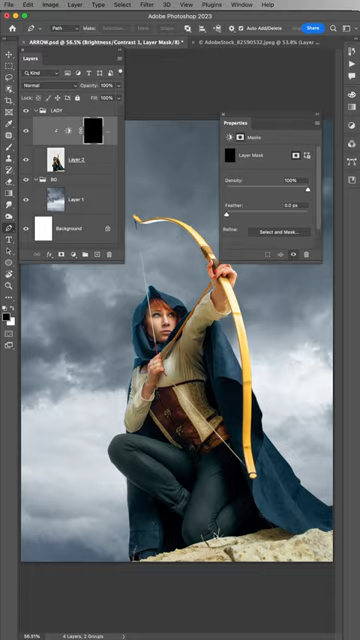 Image Layer Type Select Filter 3D View Plugins Window Help
Adobe Photoshop 2023
Path Auto Add/Delete Share
ARROW.psd @ 56.5% (Brightness/Contrast 1, Layer Mask/8) *
© AdobeStock_82590532.jpeg @ 53.8% (Layer ...
Layers
Kind
Normal Opacity: 100%
Lock: Fill: 100%
LADY
Layer 2
BG
Layer 1
Background
Properties
Masks
Layer Mask
Density: 100%
Feather: 0.0 px
Refine: Select and Mask...
56.51% 4 Layers, 2 Groups